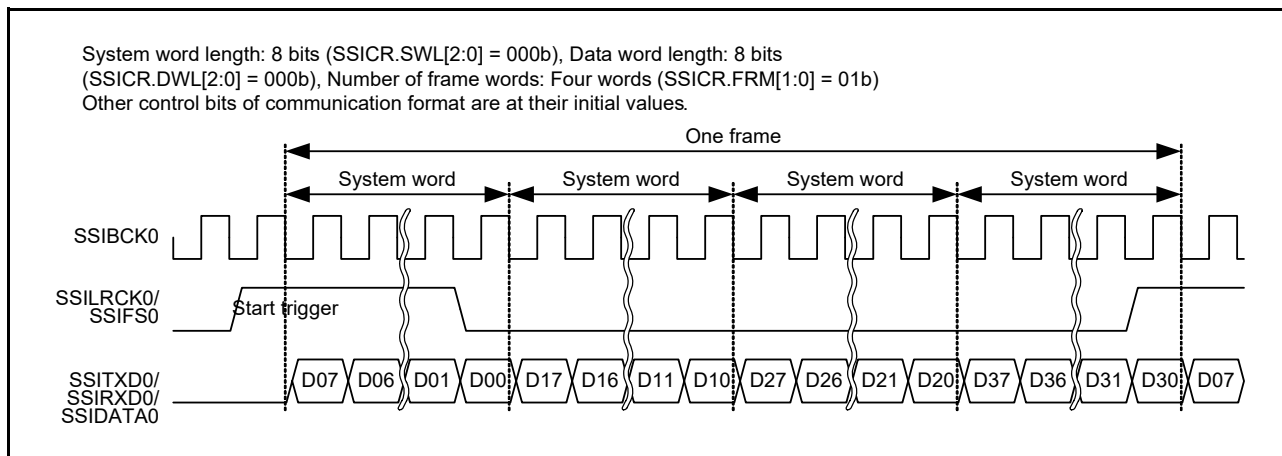 System word length: 8 bits (SSICR.SWL[2:0] = 000b), Data word length: 8 bits
(SSICR.DWL[2:0] = 000b), Number of frame words: Four words (SSICR.FRM[1:0] = 01b)
Other control bits of communication format are at their initial values.
One frame
System word System word System word System word
SSIBCK0
SSILRCK0/
SSIFS0
Start trigger
SSITXD0/
SSIRXD0/
SSIDATA0
D07 D06 D01 D00 D17 D16 D11 D10 D27 D26 D21 D20 D37 D36 D31 D30 D07